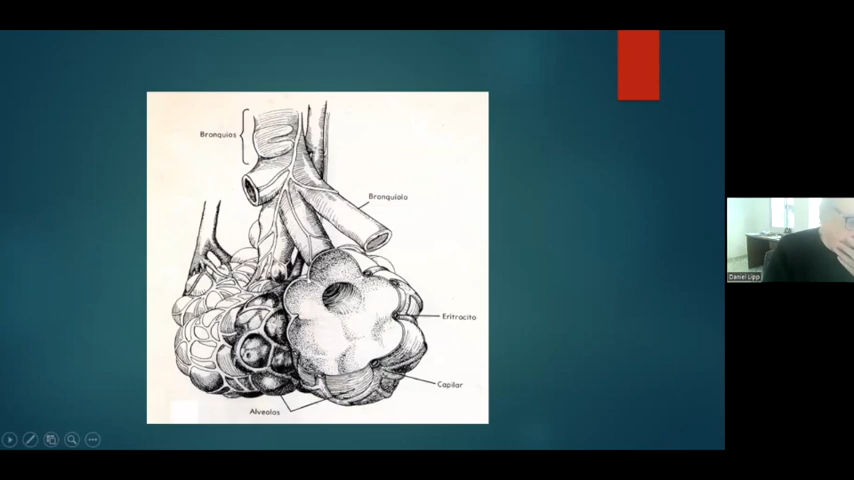 Bronquios
Bronquiolo
Eritrocito
Capilar
Alveolos
Daniel Lipp